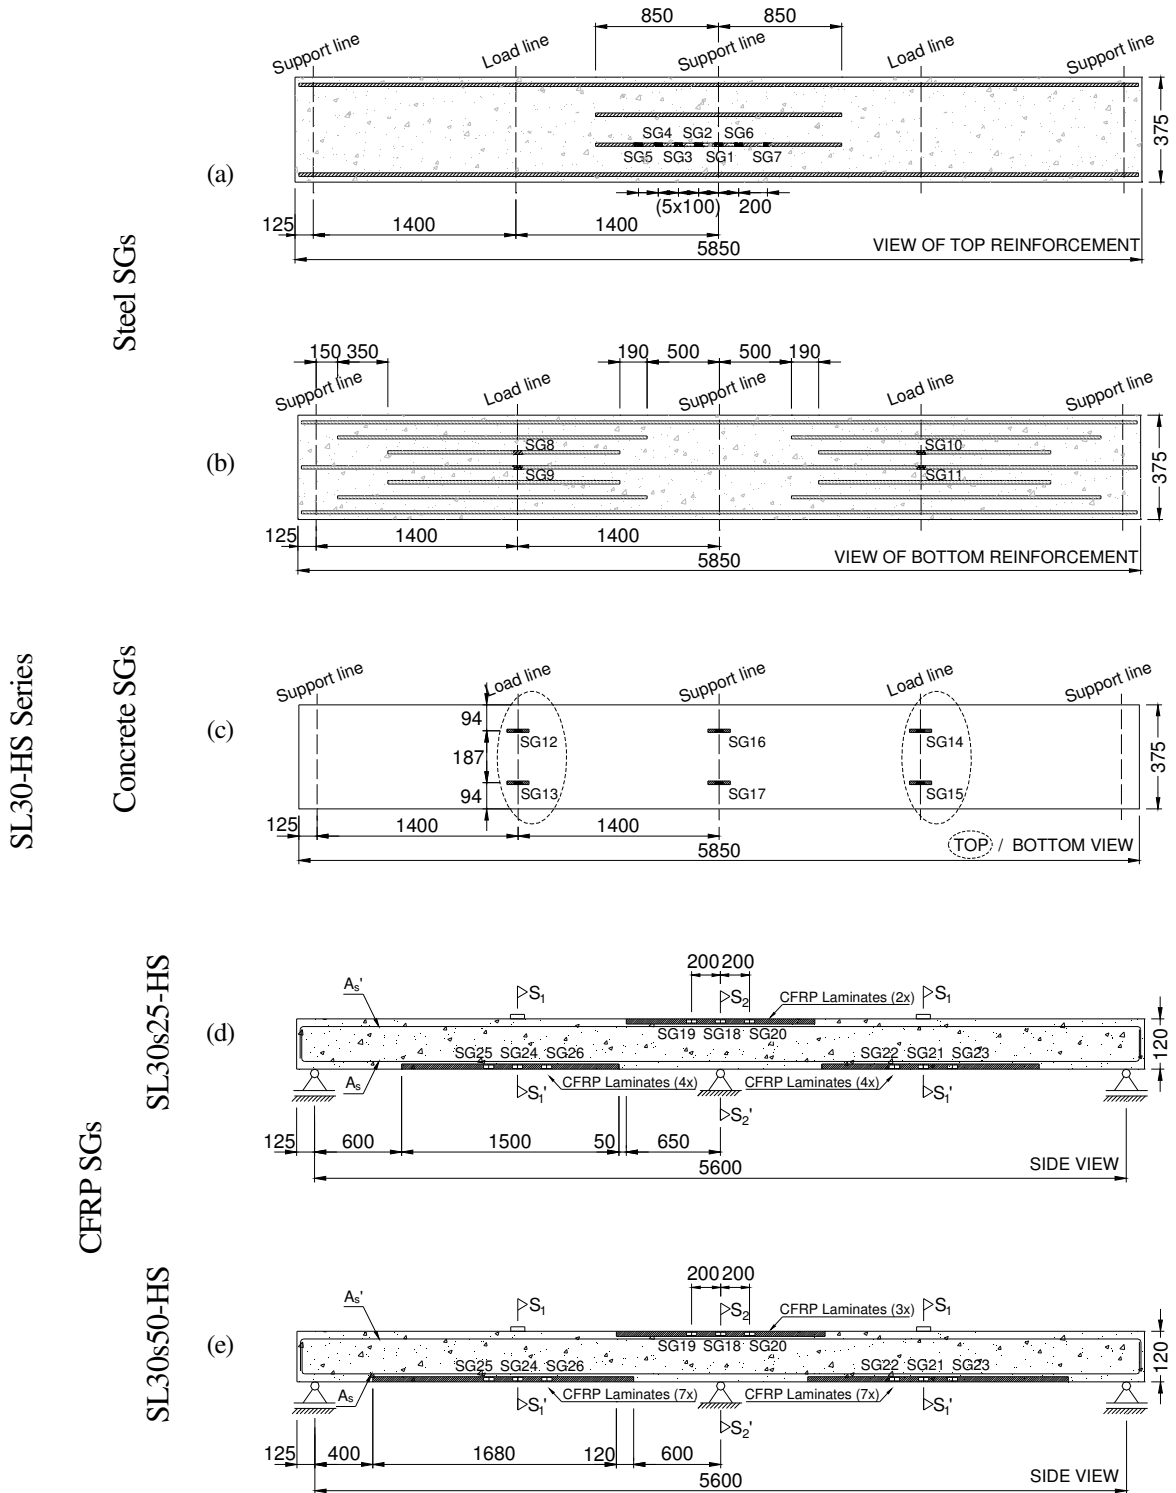 850 850
Support line Load line Support line Load line Support line
SG4 SG2 SG6
SG5 SG3 SG1 SG7
375
(a)
(5x100) 200
125 1400 1400
VIEW OF TOP REINFORCEMENT
5850
Steel SGs
150 350 190 500 500 190
Support line Load line Support line Load line Support line
SG8 SG10
(b)
SG9 SG11
375
125 1400 1400
VIEW OF BOTTOM REINFORCEMENT
5850
SL30-HS Series
Concrete SGs
Support line Load line Support line Load line Support line
94
(c)
SG12 SG16 SG14
187
375
SG13 SG17 SG15
94
125 1400 1400
TOP / BOTTOM VIEW
5850
CFRP SGs
SL30s25-HS
200 200
As' S1 S2 CFRP Laminates (2x) S1
(d)
SG19 SG18 SG20
120
SG25 SG24 SG26 SG22 SG21 SG23
As CFRP Laminates (4x) CFRP Laminates (4x)
S1' S2' S1'
125 600 1500 50 650
SIDE VIEW
5600
SL30s50-HS
200 200
As' S1 S2 CFRP Laminates (3x) S1
(e)
SG19 SG18 SG20
120
SG25 SG24 SG26 SG22 SG21 SG23
As CFRP Laminates (7x) CFRP Laminates (7x)
S1' S2' S1'
125 400 1680 120 600
SIDE VIEW
5600